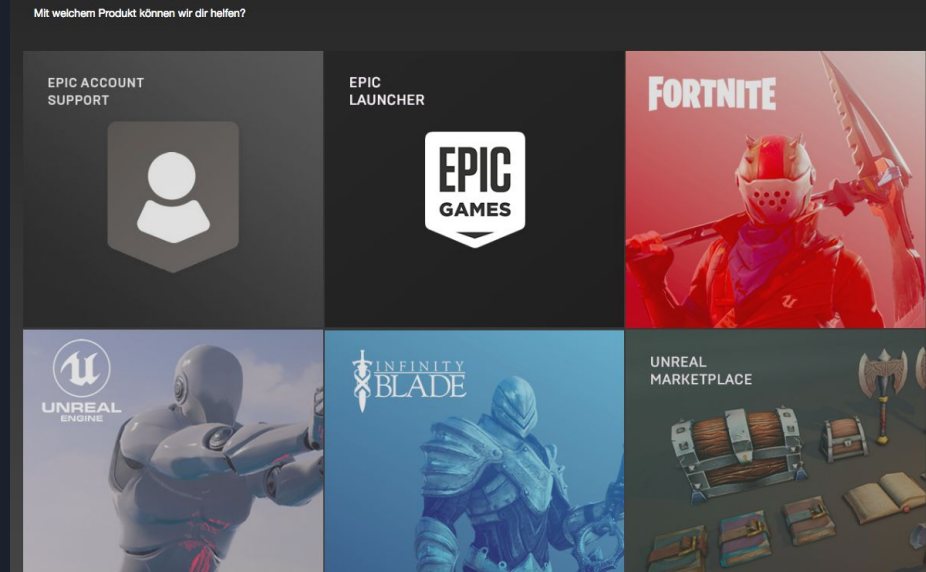 Mit welchem Produkt können wir dir helfen?
EPIC ACCOUNT
SUPPORT
EPIC
LAUNCHER
EPIC
GAMES
FORTNITE
UNREAL
ENGINE
INFINITY
BLADE
UNREAL
MARKETPLACE